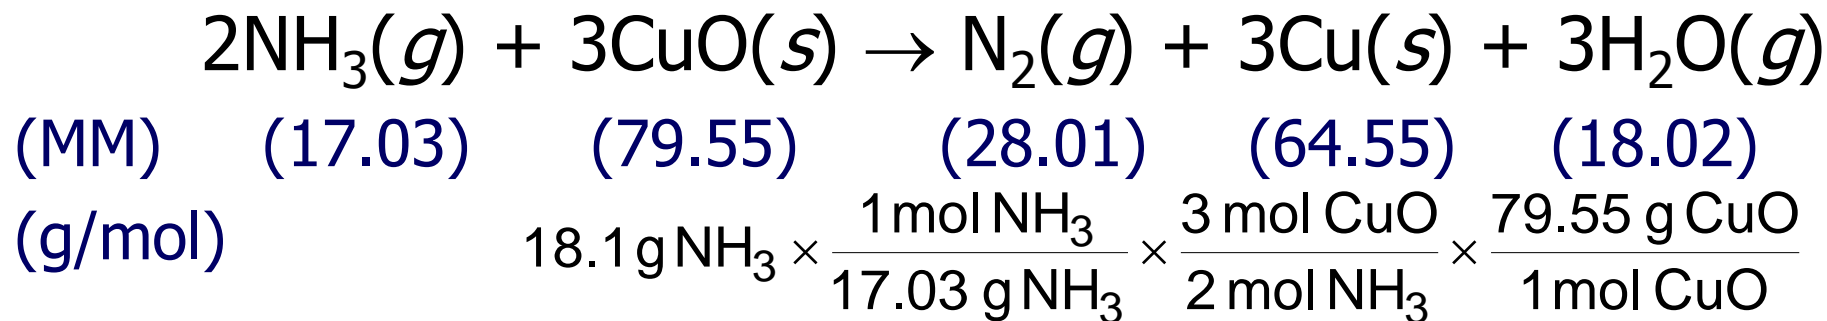 2NH₃(g) + 3CuO(s) → N₂(g) + 3Cu(s) + 3H₂O(g)
(MM) (17.03) (79.55) (28.01) (64.55) (18.02)
(g/mol) 18.1 g NH₃ × 1 mol NH₃ / 17.03 g NH₃ × 3 mol CuO / 2 mol NH₃ × 79.55 g CuO / 1 mol CuO